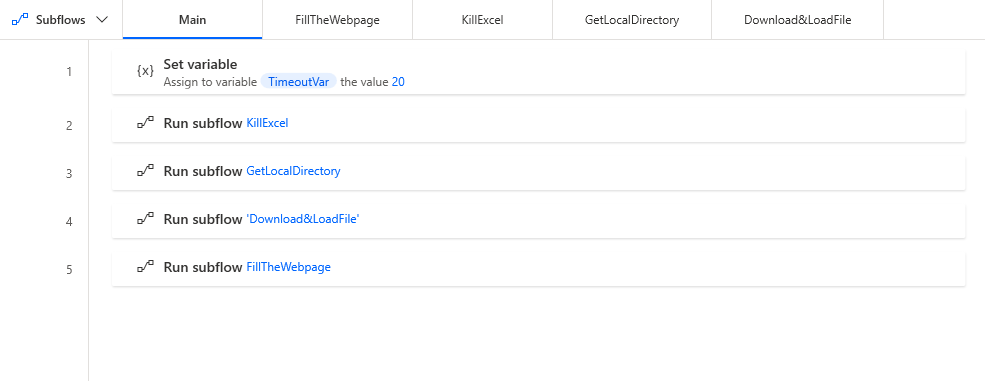 Subflows Main FillTheWebpage KillExcel GetLocalDirectory Download&LoadFile
1 {x} Set variable
Assign to variable TimeoutVar the value 20
2 Run subflow KillExcel
3 Run subflow GetLocalDirectory
4 Run subflow 'Download&LoadFile'
5 Run subflow FillTheWebpage